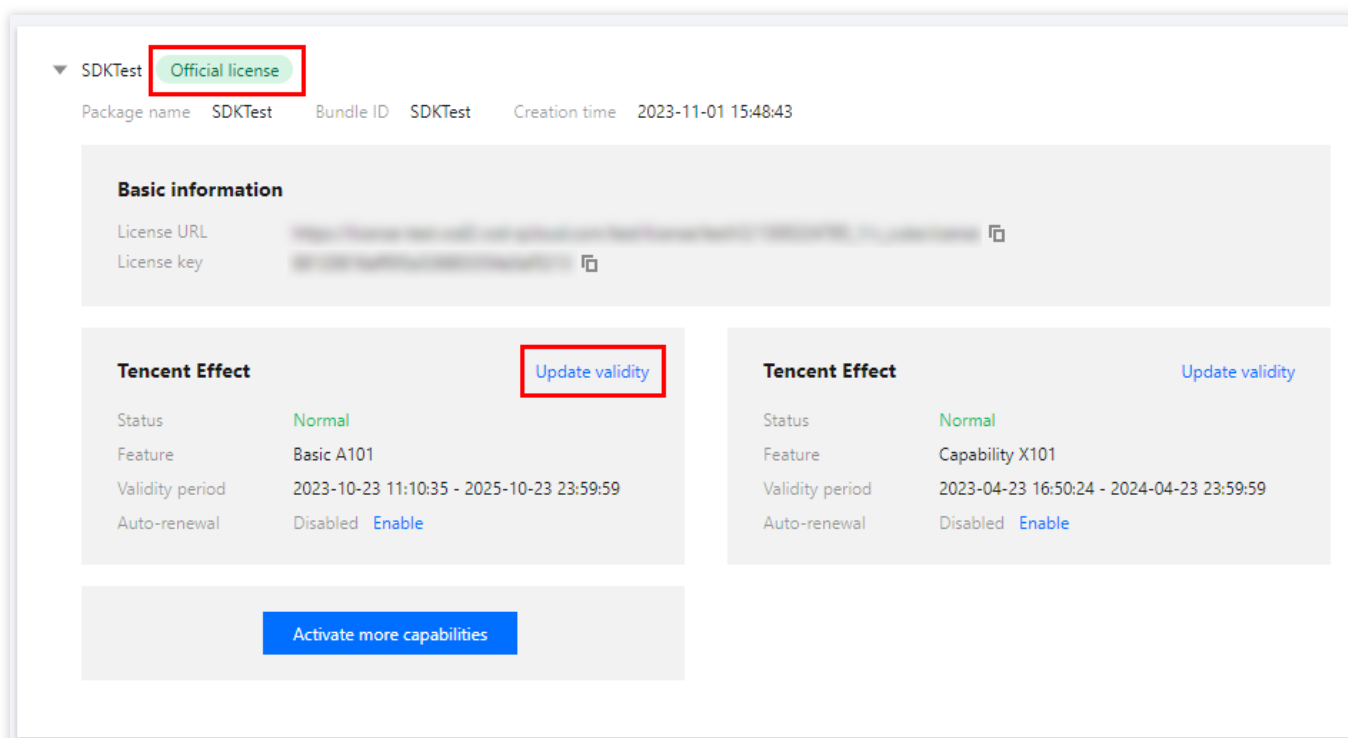 SDKTest Official license
Package name SDKTest Bundle ID SDKTest Creation time 2023-11-01 15:48:43
Basic information
License URL
License key
Tencent Effect Update validity
Status Normal
Feature Basic A101
Validity period 2023-10-23 11:10:35 - 2025-10-23 23:59:59
Auto-renewal Disabled Enable
Tencent Effect Update validity
Status Normal
Feature Capability X101
Validity period 2023-04-23 16:50:24 - 2024-04-23 23:59:59
Auto-renewal Disabled Enable
Activate more capabilities